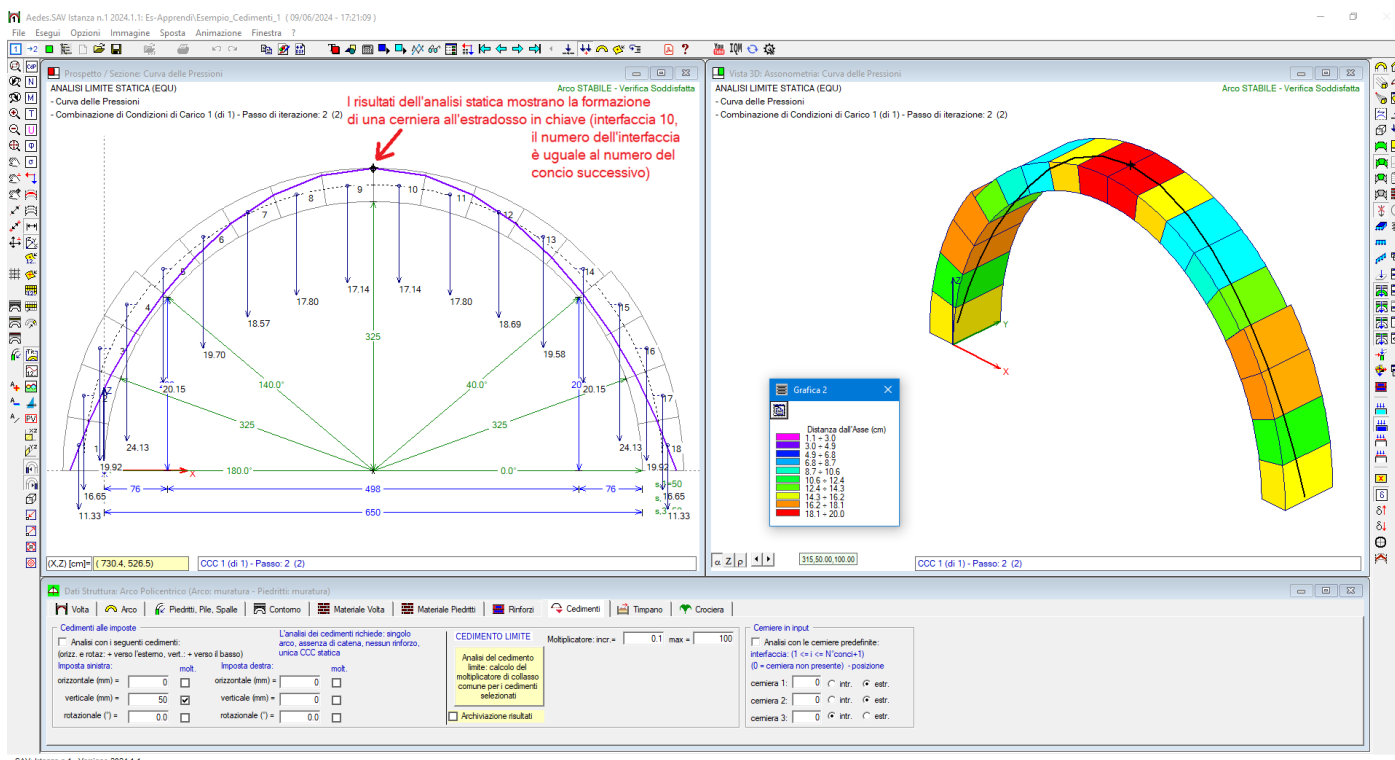 Aedes.SAV Istanza n.1 2024.1.1: Es-Apprendi\Esempio_Cedimenti_1 ( 09/06/2024 - 17:21:09 )
File Esegui Opzioni Immagine Sposta Animazione Finestra ?
Prospetto / Sezione: Curva delle Pressioni
ANALISI LIMITE STATICA (EQU)
Arco STABILE - Verifica Soddisfatta
- Curva delle Pressioni
- Combinazione di Condizioni di Carico 1 (di 1) - Passo di iterazione: 2 (2)
I risultati dell'analisi statica mostrano la formazione
di una cerniera all'estradosso in chiave (interfaccia 10,
il numero dell'interfaccia
è uguale al numero del
concio successivo)
9 10
8 11
7 12
6 13
5 14
4 15
3 16
17
1 18
17.14 17.14
17.80 17.80
18.57 18.69
19.70 19.58
20.15 20.15
24.13 24.13
19.92 19.92
16.65 16.65
11.33 11.33
325
140.0° 40.0°
325 325
180.0° 0.0°
X
76 498 76
650
(X,Z) [cm]= ( 730.4, 526.5)
CCC 1 (di 1) - Passo: 2 (2)
Vista 3D: Assonometria: Curva delle Pressioni
ANALISI LIMITE STATICA (EQU)
Arco STABILE - Verifica Soddisfatta
- Curva delle Pressioni
- Combinazione di Condizioni di Carico 1 (di 1) - Passo di iterazione: 2 (2)
Z
Y
X
Grafica 2
Distanza dall'Asse (cm)
1.1 ÷ 3.0
3.0 ÷ 4.9
4.9 ÷ 6.8
6.8 ÷ 8.7
8.7 ÷ 10.6
10.6 ÷ 12.4
12.4 ÷ 14.3
14.3 ÷ 16.2
16.2 ÷ 18.1
18.1 ÷ 20.0
α Z ρ
315,50.00,100.00
CCC 1 (di 1) - Passo: 2 (2)
Dati Struttura: Arco Policentrico (Arco: muratura - Piedritti: muratura)
Volta Arco Piedritti, Pile, Spalle Contorno Materiale Volta Materiale Piedritti Rinforzi Cedimenti Timpano Crociera
Cedimenti alle imposte
Analisi con i seguenti cedimenti:
(orizz. e rotaz: + verso l'esterno, vert.: + verso il basso)
L'analisi dei cedimenti richiede: singolo
arco, assenza di catena, nessun rinforzo,
unica CCC statica
Imposta sinistra: molt. Imposta destra: molt.
orizzontale (mm) = 0 orizzontale (mm) = 0
verticale (mm) = 50 verticale (mm) = 0
rotazionale (°) = 0.0 rotazionale (°) = 0.0
CEDIMENTO LIMITE
Moltiplicatore: incr.= 0.1 max = 100
Analisi del cedimento
limite: calcolo del
moltiplicatore di collasso
comune per i cedimenti
selezionati
Archiviazione risultati
Cerniere in input
Analisi con le cerniere predefinite:
interfaccia: (1 <= i <= N°conci+1)
(0 = cerniera non presente) - posizione
cerniera 1: 0 intr. estr.
cerniera 2: 0 intr. estr.
cerniera 3: 0 intr. estr.